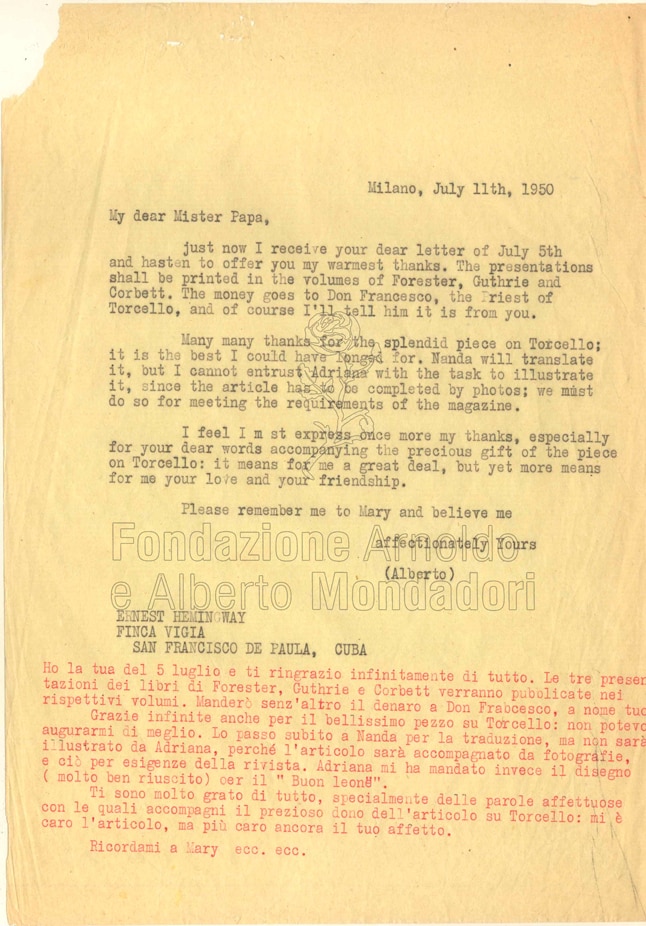 Milano, July 11th, 1950
My dear Mister Papa,
just now I receive your dear letter of July 5th
and hasten to offer you my warmest thanks. The presentations
shall be printed in the volumes of Forester, Guthrie and
Corbett. The money goes to Don Francesco, the Priest of
Torcello, and of course I'll tell him it is from you.
Many many thanks for the splendid piece on Torcello;
it is the best I could have longed for. Nanda will translate
it, but I cannot entrust Adriana with the task to illustrate
it, since the article has to be completed by photos; we must
do so for meeting the requirements of the magazine.
I feel I m st express once more my thanks, especially
for your dear words accompanying the precious gift of the piece
on Torcello: it means for me a great deal, but yet more means
for me your love and your friendship.
Please remember me to Mary and believe me
affectionately Yours
(Alberto)
Fondazione Arnoldo
e Alberto Mondadori
ERNEST HEMINGWAY
FINCA VIGIA
SAN FRANCISCO DE PAULA, CUBA
Ho la tua del 5 luglio e ti ringrazio infinitamente di tutto. Le tre presen
tazioni dei libri di Forester, Guthrie e Corbett verranno pubblicate nei
rispettivi volumi. Manderò senz'altro il denaro a Don Frabcesco, a nome tuo
Grazie infinite anche per il bellissimo pezzo su Torcello: non potevo
augurarmi di meglio. Lo passo subito a Nanda per la traduzione, ma non sarà
illustrato da Adriana, perché l'articolo sarà accompagnato da fotografie,
e ciò per esigenze della rivista. Adriana mi ha mandato invece il disegno
( molto ben riuscito) oer il " Buon leone".
Ti sono molto grato di tutto, specialmente delle parole affettuose
con le quali accompagni il prezioso dono dell'articolo su Torcello: mi è
caro l'articolo, ma più caro ancora il tuo affetto.
Ricordami a Mary ecc. ecc.